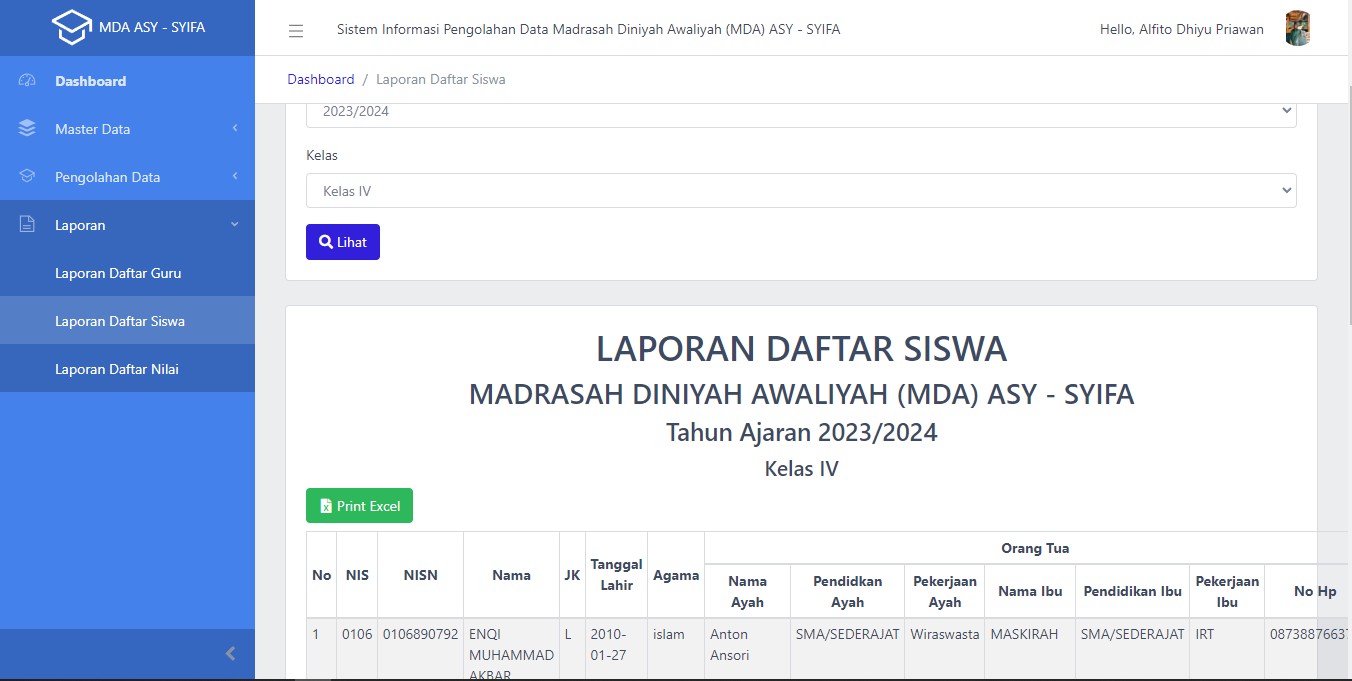 MDA ASY - SYIFA
Sistem Informasi Pengolahan Data Madrasah Diniyah Awaliyah (MDA) ASY - SYIFA
Hello, Alfito Dhiyu Priawan
Dashboard
Master Data
Pengolahan Data
Laporan
Laporan Daftar Guru
Laporan Daftar Siswa
Laporan Daftar Nilai
Dashboard / Laporan Daftar Siswa
2023/2024
Kelas
Kelas IV
Lihat
LAPORAN DAFTAR SISWA
MADRASAH DINIYAH AWALIYAH (MDA) ASY - SYIFA
Tahun Ajaran 2023/2024
Kelas IV
Print Excel
No NIS NISN Nama JK Tanggal Lahir Agama Orang Tua
Nama Ayah Pendidkan Ayah Pekerjaan Ayah Nama Ibu Pendidikan Ibu Pekerjaan Ibu No Hp
1 0106 0106890792 ENQI MUHAMMAD AKBAR L 2010-01-27 islam Anton Ansori SMA/SEDERAJAT Wiraswasta MASKIRAH SMA/SEDERAJAT IRT